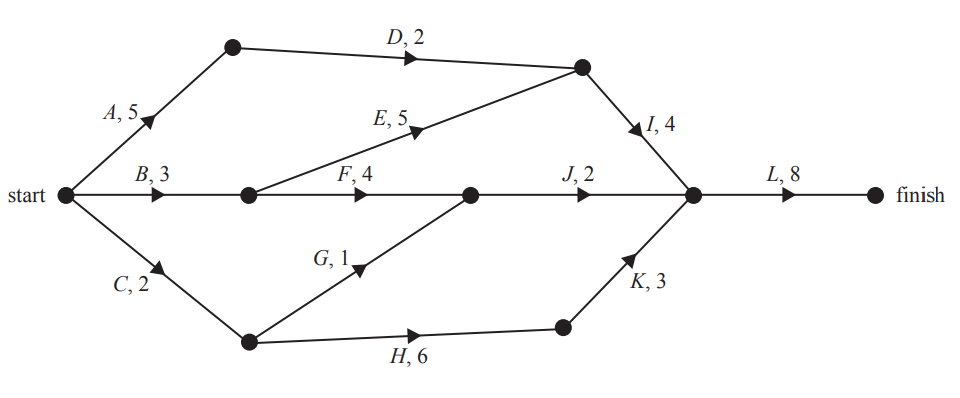 D, 2
A, 5
E, 5
I, 4
start
B, 3
F, 4
J, 2
L, 8
finish
G, 1
C, 2
K, 3
H, 6